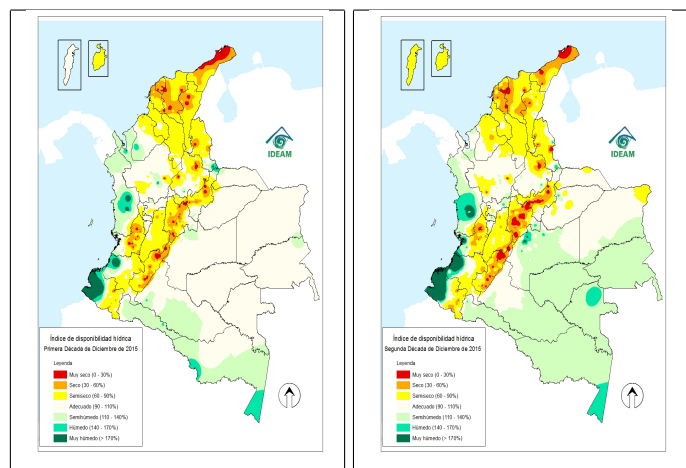 IDEAM
Índice de disponibilidad hídrica
Primera Década de Diciembre de 2015
Leyenda
Muy seco (0 - 30%)
Seco (30 - 60%)
Semiseco (60 - 90%)
Adecuado (90 - 110%)
Semihúmedo (110 - 140%)
Húmedo (140 - 170%)
Muy húmedo (> 170%)
IDEAM
Índice de disponibilidad hídrica
Segunda Década de Diciembre de 2015
Leyenda
Muy seco (0 - 30%)
Seco (30 - 60%)
Semiseco (60 - 90%)
Adecuado (90 - 110%)
Semihúmedo (110 - 140%)
Húmedo (140 - 170%)
Muy húmedo (> 170%)